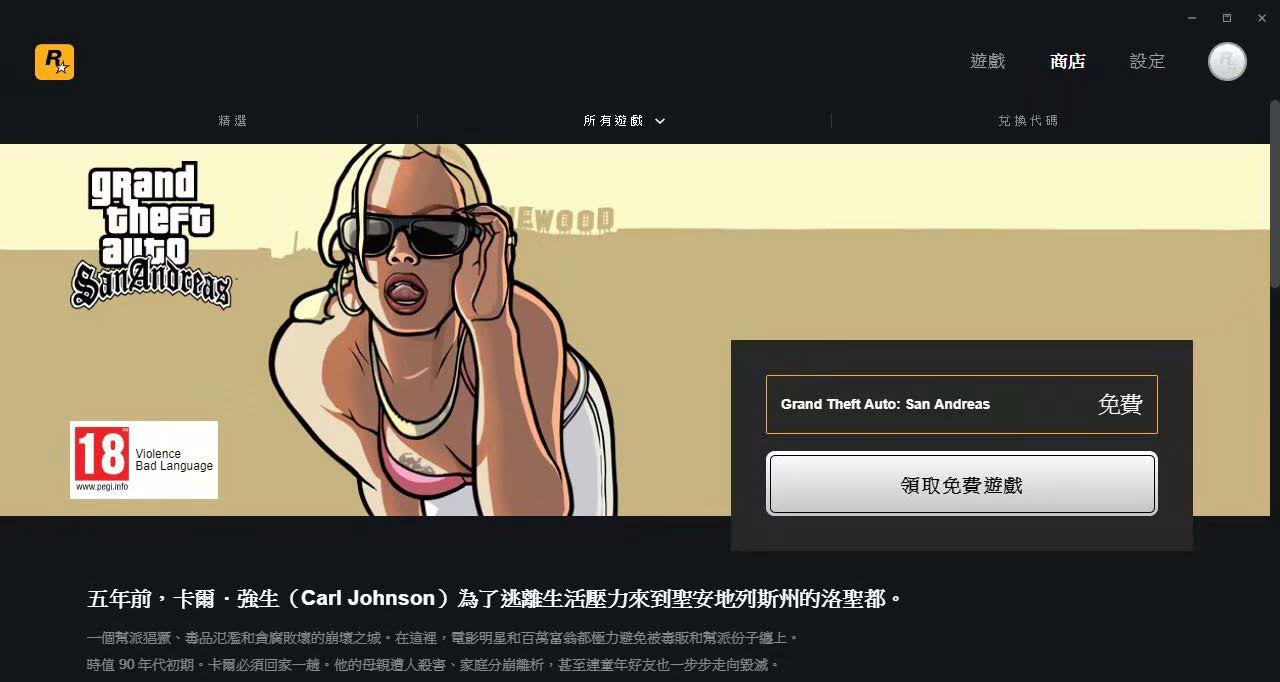 R
遊戲
商店
設定
精選
所有遊戲
兌換代碼
grand
theft
auto
San Andreas
NEWOOD
18
Violence
Bad Language
www.pegi.info
Grand Theft Auto: San Andreas
免費
領取免費遊戲
五年前，卡爾・強生（Carl Johnson）為了逃離生活壓力來到聖安地列斯州的洛聖都。
一個幫派猖獗、毒品氾濫和貪腐敗壞的崩壞之城。在這裡，電影明星和百萬富翁都極力避免被毒販和幫派份子纏上。
時值 90 年代初期。卡爾必須回家一趟。他的母親遭人殺害、家庭分崩離析，甚至連童年好友也一步步走向毀滅。